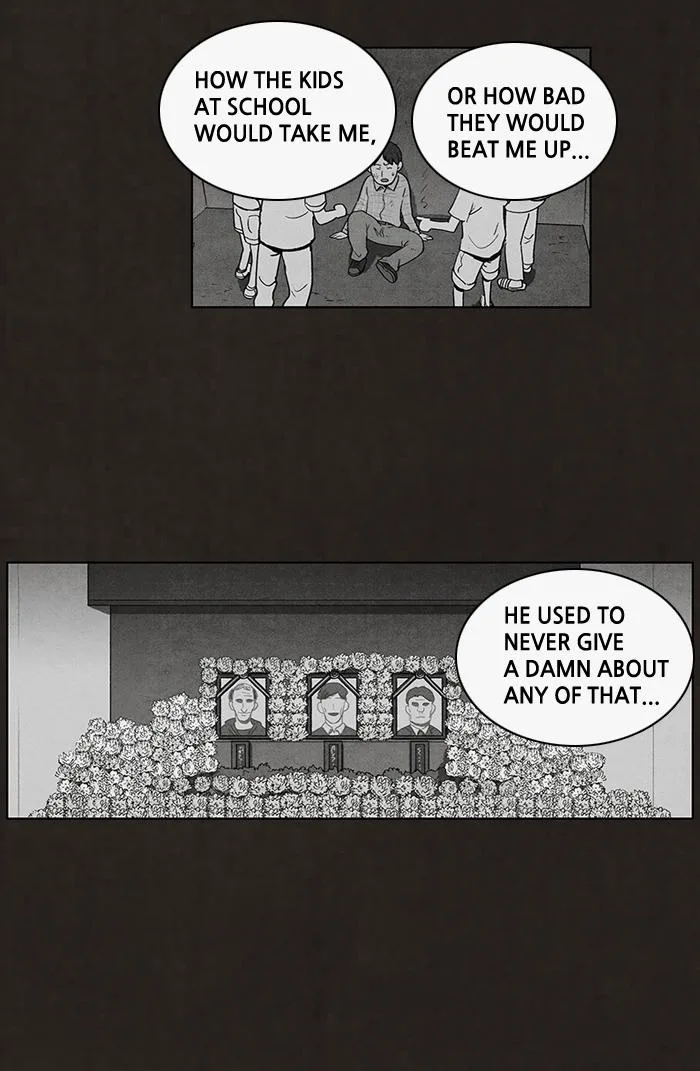 HOW THE KIDS
AT SCHOOL
WOULD TAKE ME,
OR HOW BAD
THEY WOULD
BEAT ME UP...
HE USED TO
NEVER GIVE
A DAMN ABOUT
ANY OF THAT...